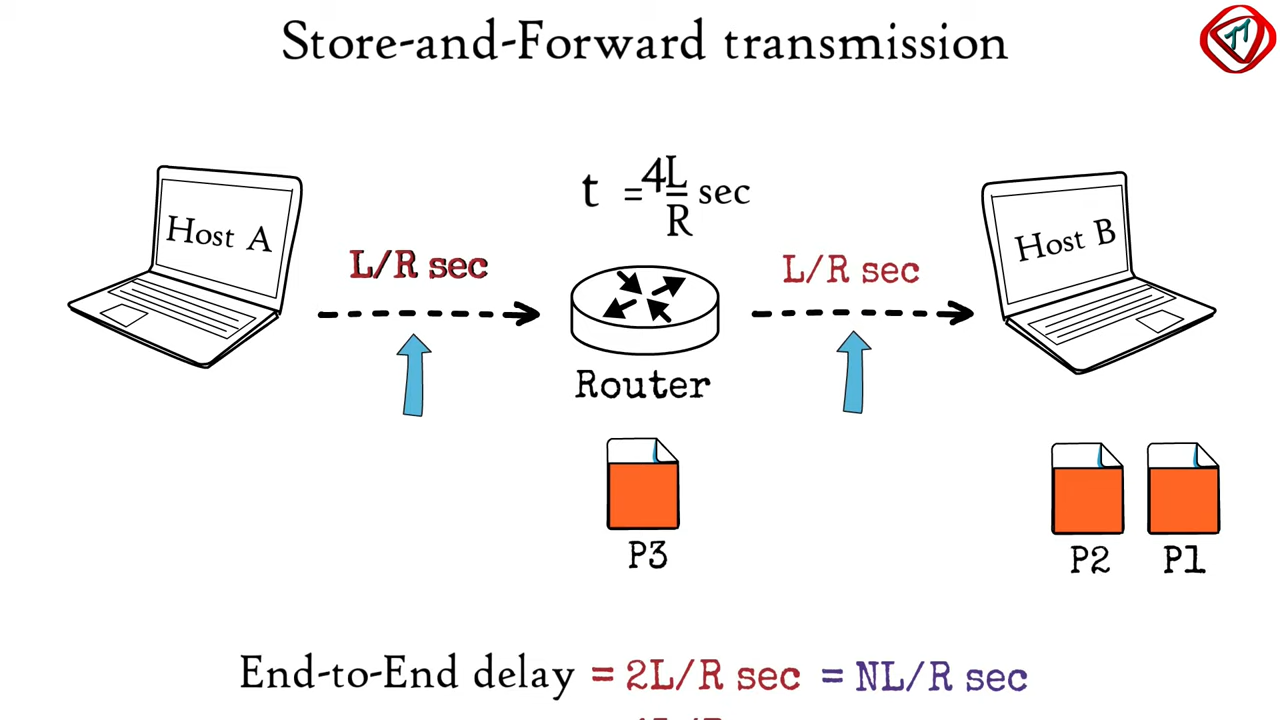 Store-and-Forward transmission
t = 4L/R sec
Host A
Host B
L/R sec
L/R sec
Router
P3
P2
P1
End-to-End delay = 2L/R sec = NL/R sec